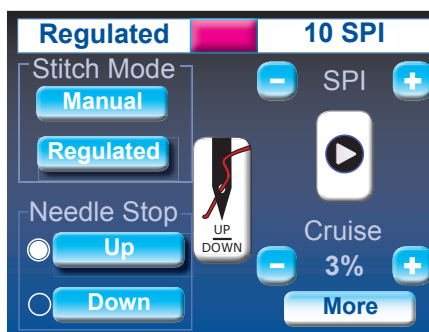 Regulated 10 SPI
Stitch Mode
Manual
Regulated
- SPI +
UP
DOWN
Needle Stop
Up
Down
Cruise
- 3% +
More